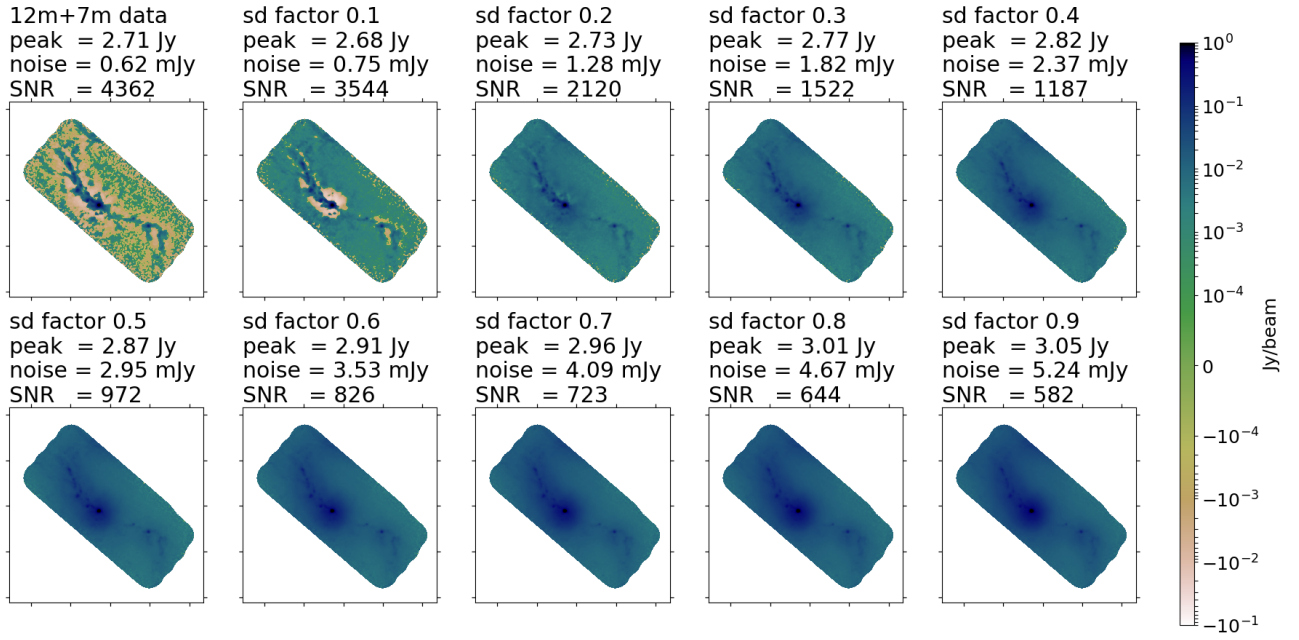 12m+7m data
peak = 2.71 Jy
noise = 0.62 mJy
SNR = 4362
sd factor 0.1
peak = 2.68 Jy
noise = 0.75 mJy
SNR = 3544
sd factor 0.2
peak = 2.73 Jy
noise = 1.28 mJy
SNR = 2120
sd factor 0.3
peak = 2.77 Jy
noise = 1.82 mJy
SNR = 1522
sd factor 0.4
peak = 2.82 Jy
noise = 2.37 mJy
SNR = 1187
sd factor 0.5
peak = 2.87 Jy
noise = 2.95 mJy
SNR = 972
sd factor 0.6
peak = 2.91 Jy
noise = 3.53 mJy
SNR = 826
sd factor 0.7
peak = 2.96 Jy
noise = 4.09 mJy
SNR = 723
sd factor 0.8
peak = 3.01 Jy
noise = 4.67 mJy
SNR = 644
sd factor 0.9
peak = 3.05 Jy
noise = 5.24 mJy
SNR = 582
10⁰
10⁻¹
10⁻²
10⁻³
10⁻⁴
0
−10⁻⁴
−10⁻³
−10⁻²
−10⁻¹
Jy/beam